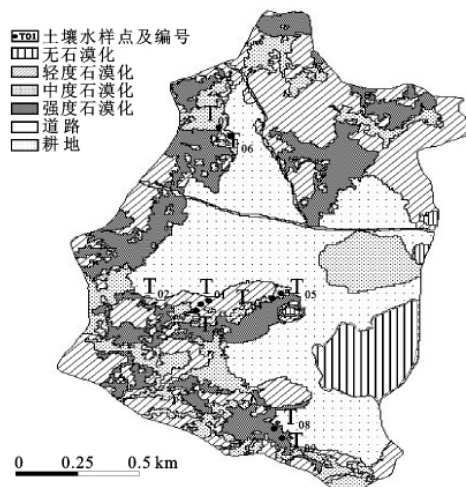 T01 土壤水样点及编号
无石漠化
轻度石漠化
中度石漠化
强度石漠化
道路
耕地
T
T06
T02
T01
T
T05
T
T08
T
0 0.25 0.5 km